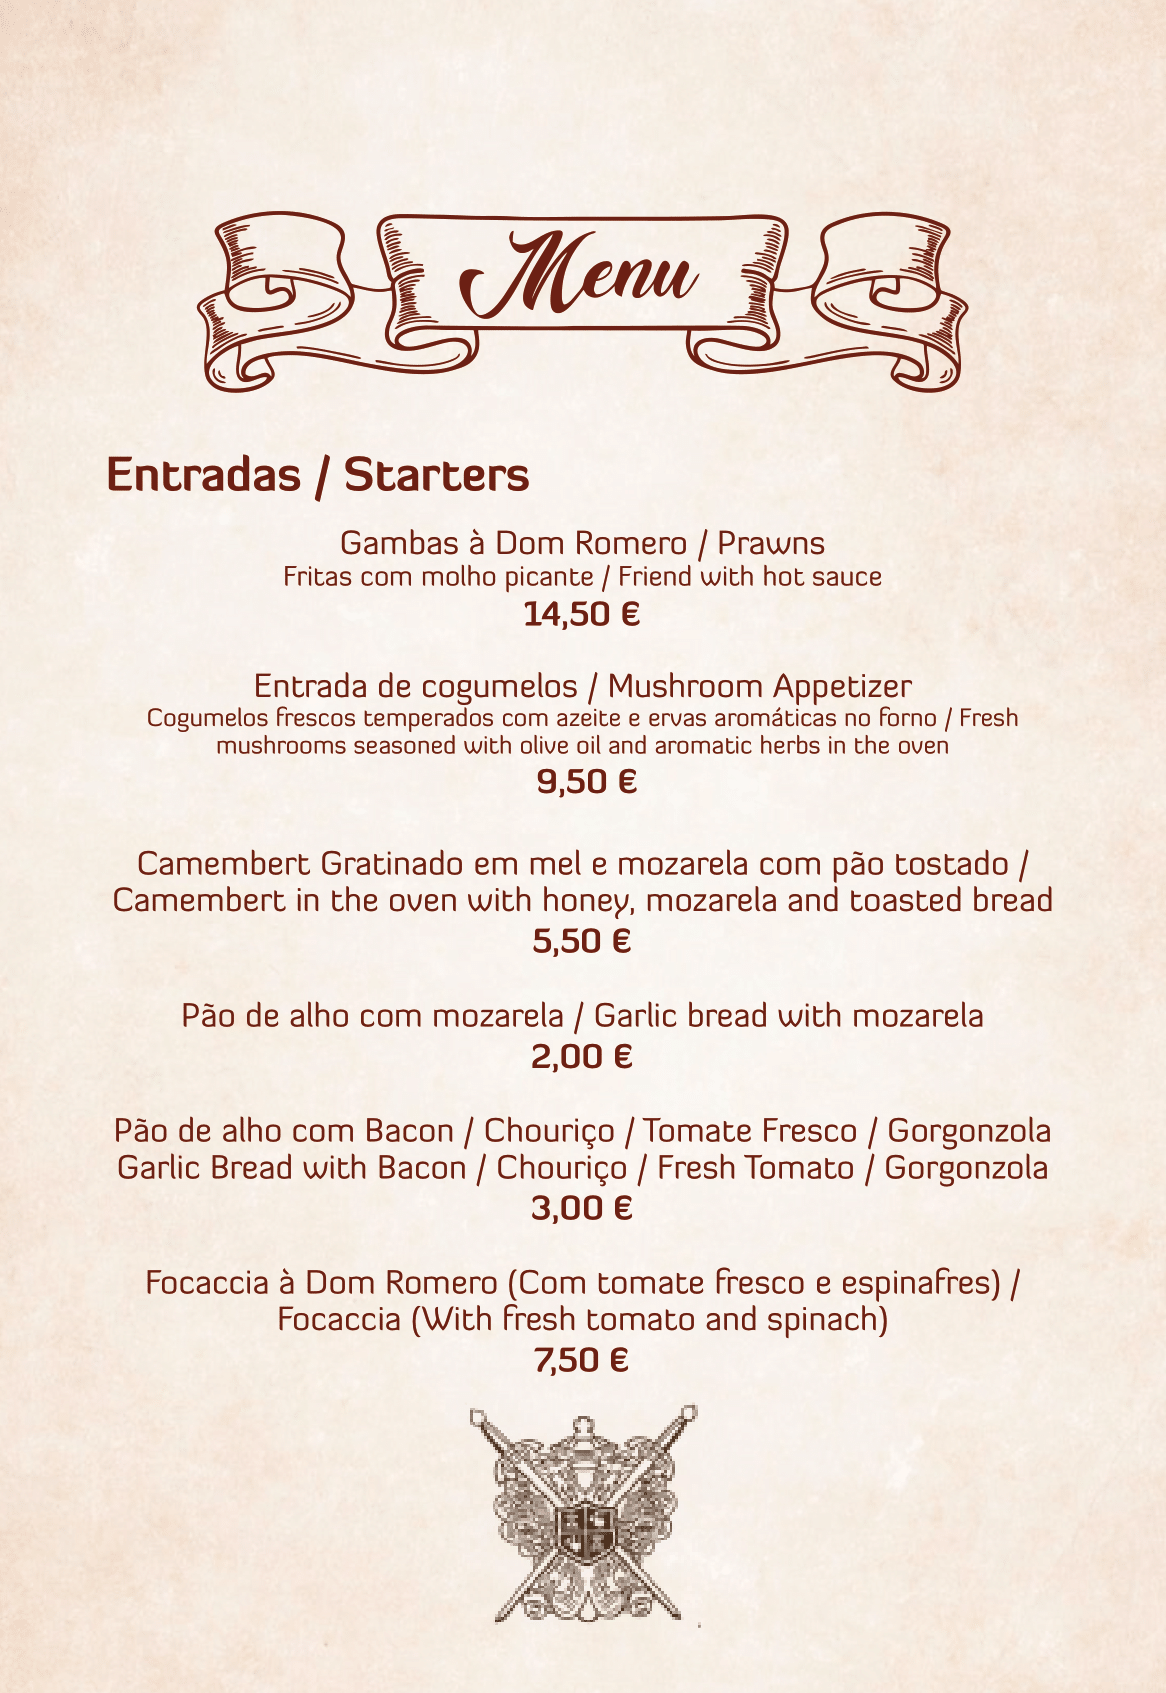 Menu
Entradas / Starters
Gambas à Dom Romero / Prawns
Fritas com molho picante / Friend with hot sauce
14,50 €
Entrada de cogumelos / Mushroom Appetizer
Cogumelos frescos temperados com azeite e ervas aromáticas no forno / Fresh
mushrooms seasoned with olive oil and aromatic herbs in the oven
9,50 €
Camembert Gratinado em mel e mozarela com pão tostado /
Camembert in the oven with honey, mozarela and toasted bread
5,50 €
Pão de alho com mozarela / Garlic bread with mozarela
2,00 €
Pão de alho com Bacon / Chouriço / Tomate Fresco / Gorgonzola
Garlic Bread with Bacon / Chouriço / Fresh Tomato / Gorgonzola
3,00 €
Focaccia à Dom Romero (Com tomate fresco e espinafres) /
Focaccia (With fresh tomato and spinach)
7,50 €